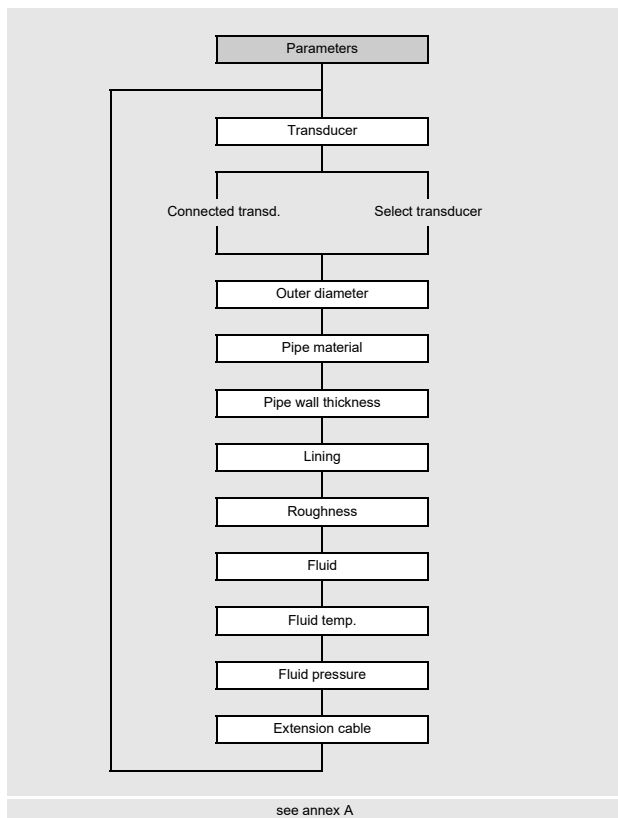 Parameters
Transducer
Connected transd.
Select transducer
Outer diameter
Pipe material
Pipe wall thickness
Lining
Roughness
Fluid
Fluid temp.
Fluid pressure
Extension cable
see annex A